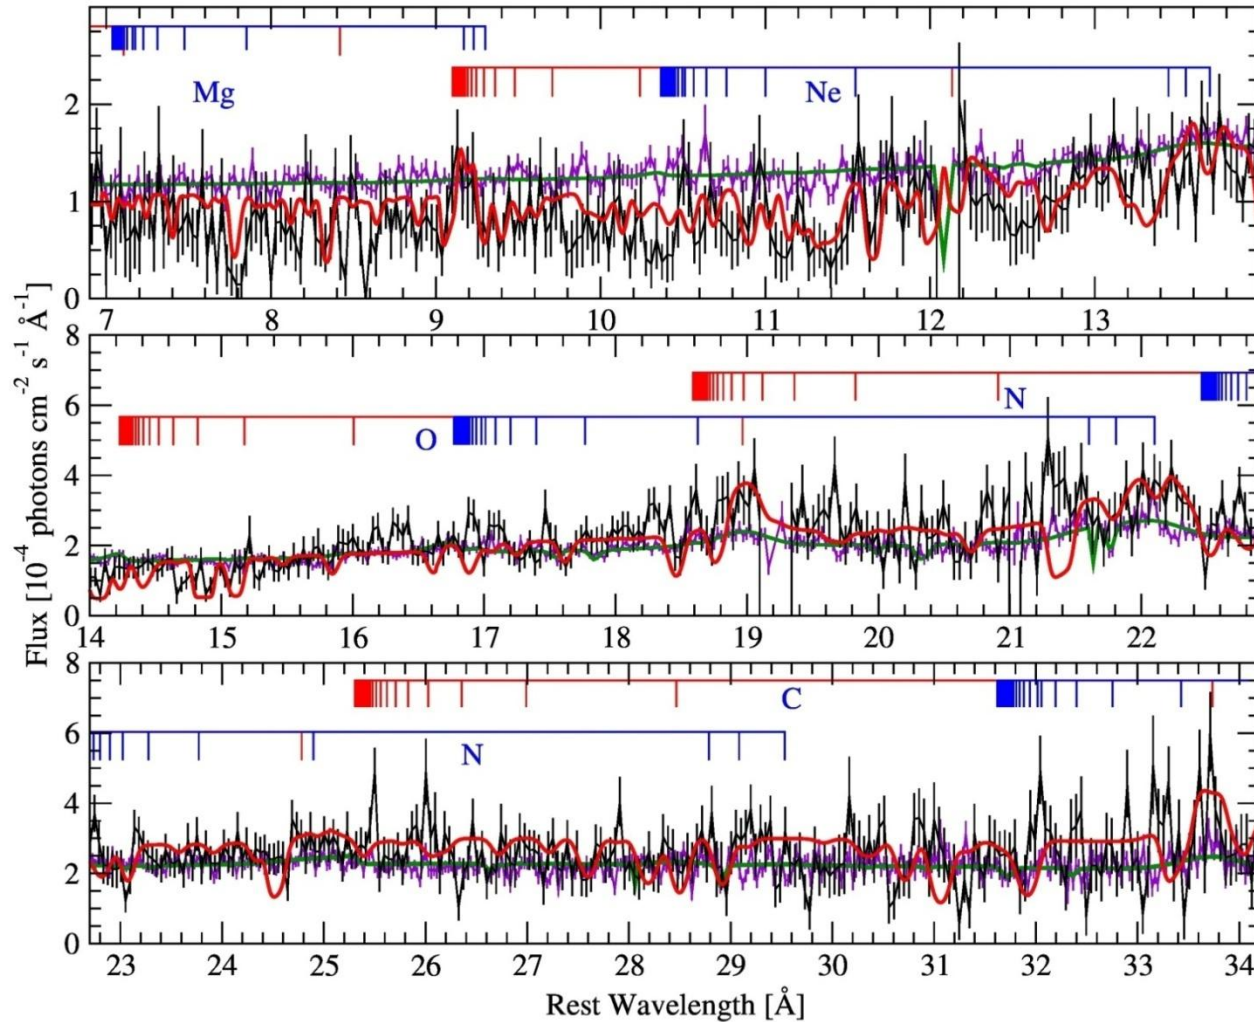 Mg
Ne
2
1
0
7 8 9 10 11 12 13
8
N
6
O
4
2
0
14 15 16 17 18 19 20 21 22
Flux [10⁻⁴ photons cm⁻² s⁻¹ Å⁻¹]
8
C
6
N
4
2
0
23 24 25 26 27 28 29 30 31 32 33 34
Rest Wavelength [Å]